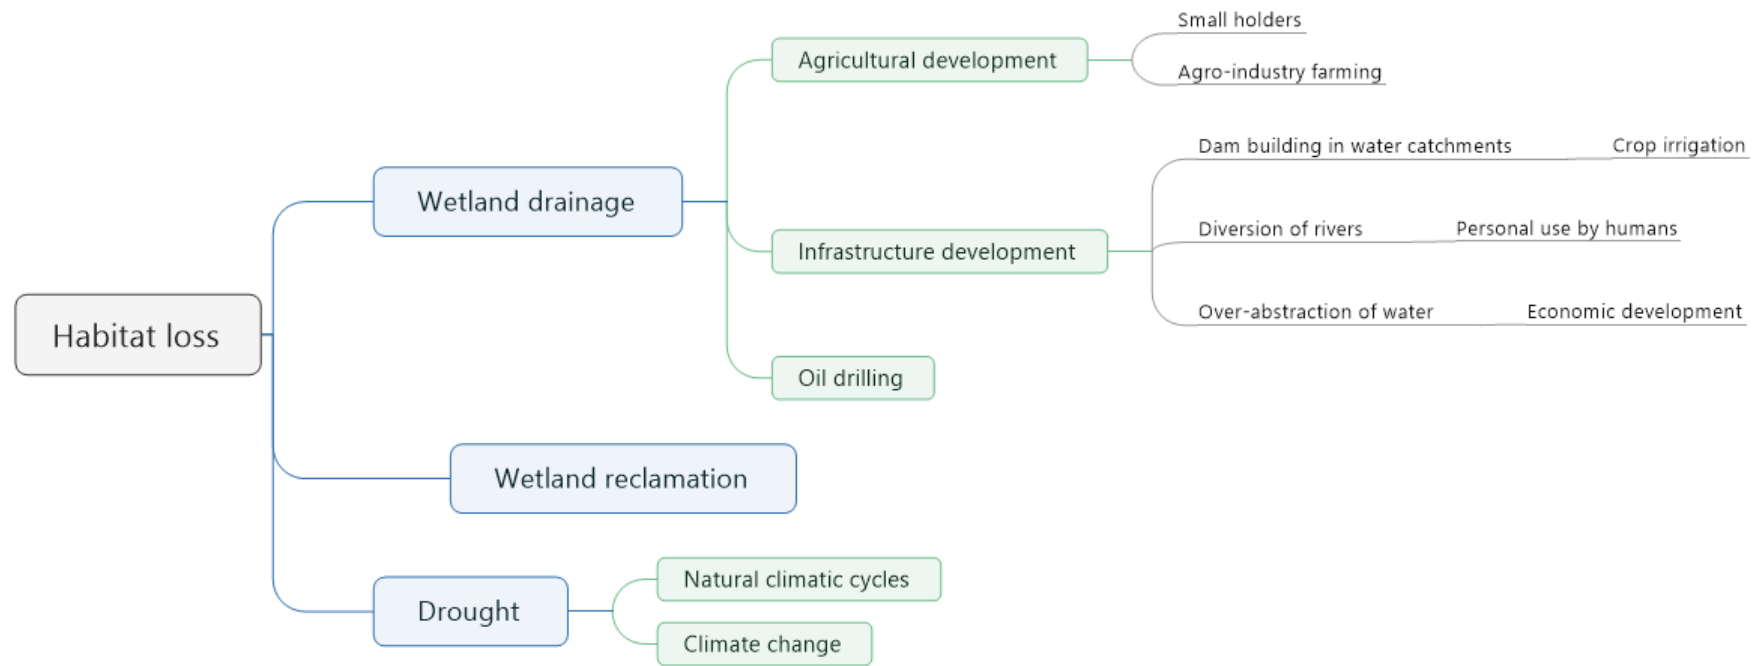 Small holders
Agricultural development
Agro-industry farming
Dam building in water catchments
Crop irrigation
Wetland drainage
Diversion of rivers
Personal use by humans
Infrastructure development
Over-abstraction of water
Economic development
Habitat loss
Oil drilling
Wetland reclamation
Natural climatic cycles
Drought
Climate change